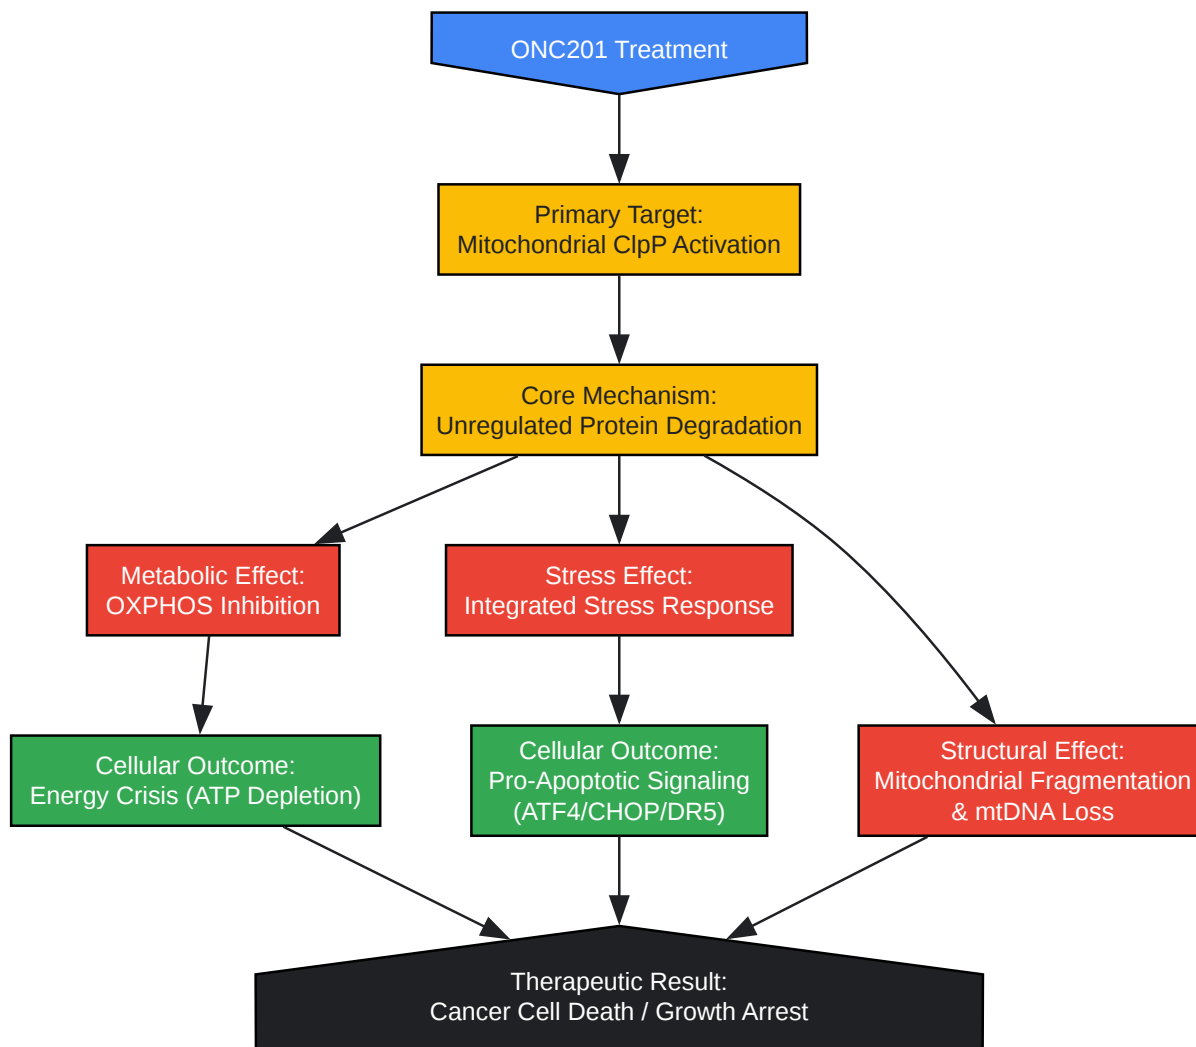 ONC201 Treatment
Primary Target:
Mitochondrial ClpP Activation
Core Mechanism:
Unregulated Protein Degradation
Metabolic Effect:
OXPHOS Inhibition
Stress Effect:
Integrated Stress Response
Cellular Outcome:
Energy Crisis (ATP Depletion)
Cellular Outcome:
Pro-Apoptotic Signaling
(ATF4/CHOP/DR5)
Structural Effect:
Mitochondrial Fragmentation
& mtDNA Loss
Therapeutic Result:
Cancer Cell Death / Growth Arrest